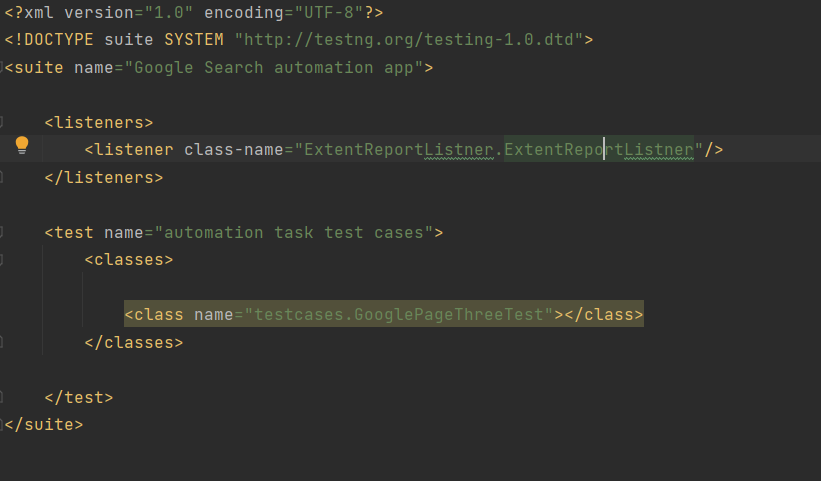 <?xml version="1.0" encoding="UTF-8"?>
<!DOCTYPE suite SYSTEM "http://testng.org/testing-1.0.dtd">
<suite name="Google Search automation app">
<listeners>
<listener class-name="ExtentReportListner.ExtentReportListner"/>
</listeners>
<test name="automation task test cases">
<classes>
<class name="testcases.GooglePageThreeTest"></class>
</classes>
</test>
</suite>